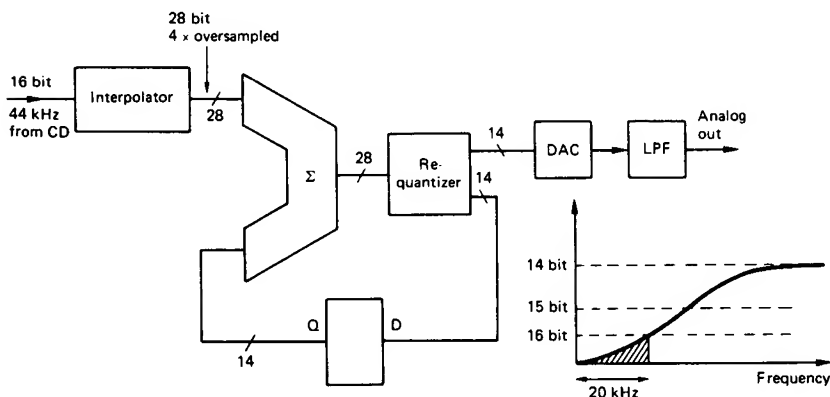 28 bit
4 × oversampled
16 bit
44 kHz
from CD
Interpolator
28
Σ
28
Re-
quantizer
14
14
DAC
LPF
Analog
out
Q
D
14
14 bit
15 bit
16 bit
Frequency
20 kHz